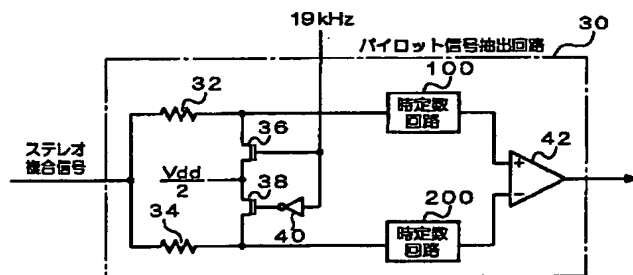 19kHz
パイロット信号抽出回路
30
32
100
時定数
回路
36
42
ステレオ
複合信号
Vdd
2
+
38
-
34
40
200
時定数
回路